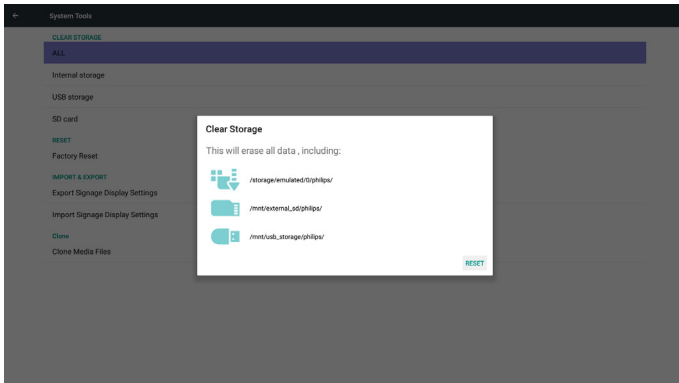 System Tools
CLEAR STORAGE
ALL
Internal storage
USB storage
SD card
RESET
Factory Reset
IMPORT & EXPORT
Export Signage Display Settings
Import Signage Display Settings
Clone
Clone Media Files
Clear Storage
This will erase all data , including:
/storage/emulated/0/philips/
/mnt/external_sd/philips/
/mnt/usb_storage/philips/
RESET